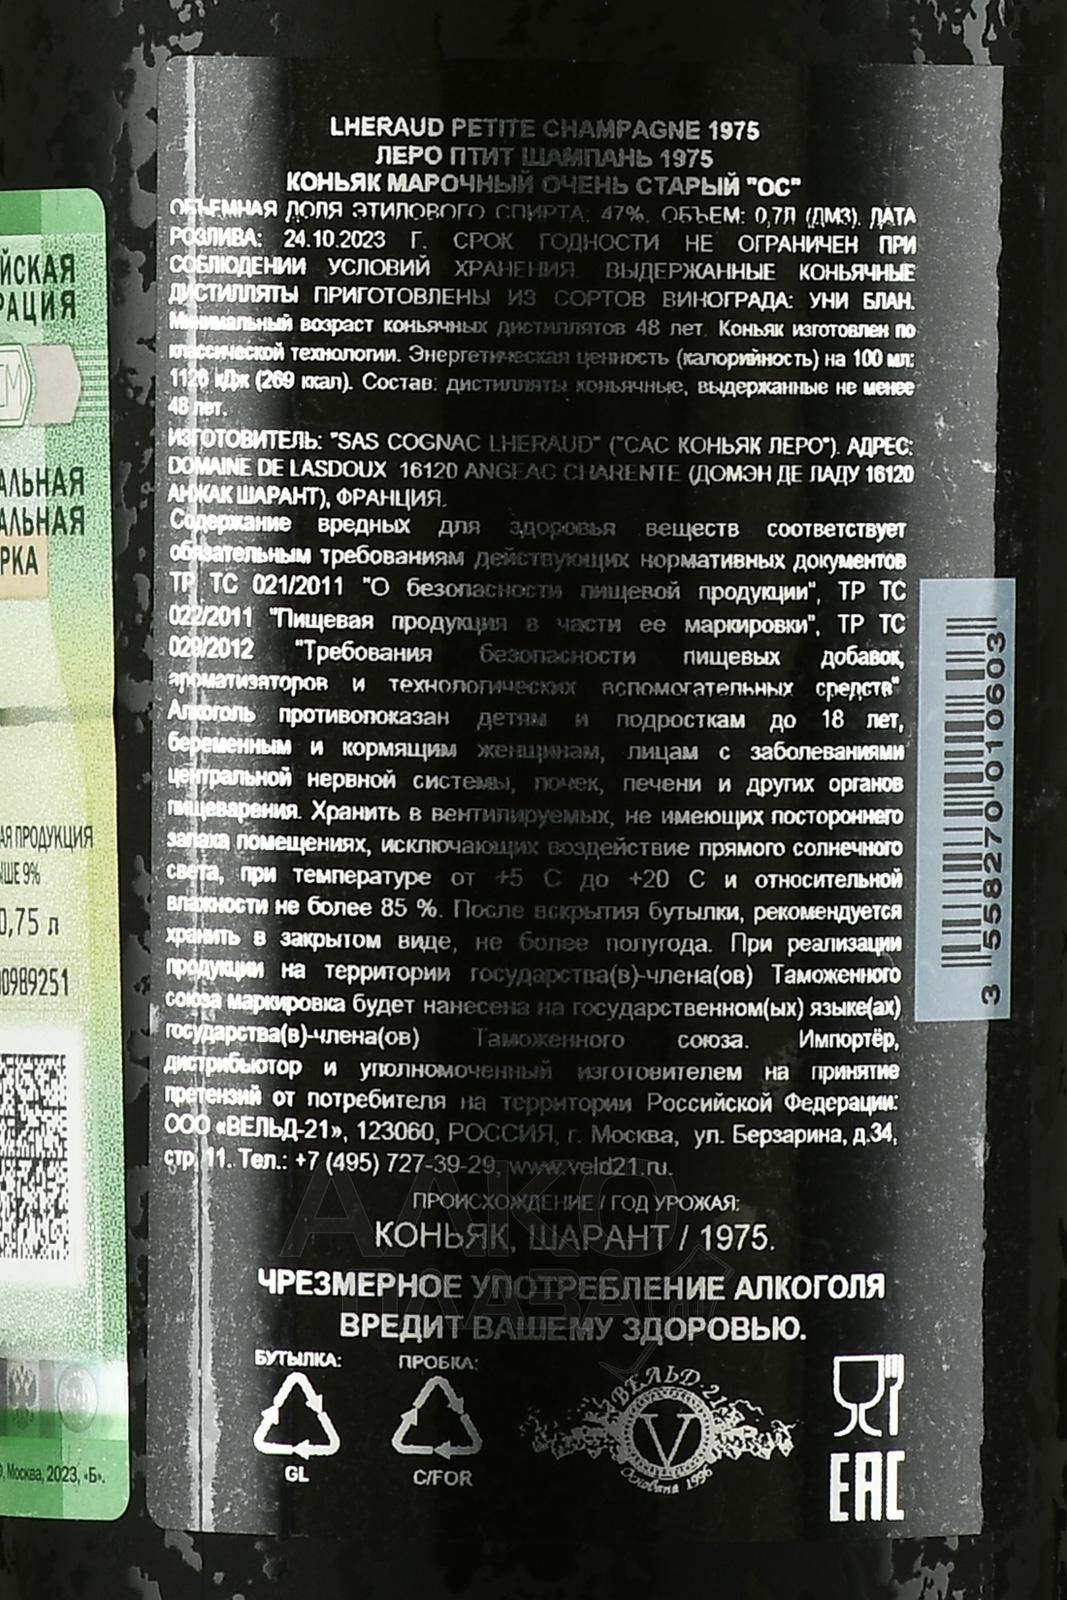 LHERAUD PETITE CHAMPAGNE 1975
ЛЕРО ПТИТ ШАМПАНЬ 1975
КОНЬЯК МАРОЧНЫЙ ОЧЕНЬ СТАРЫЙ "ОС"
ОБЪЕМНАЯ ДОЛЯ ЭТИЛОВОГО СПИРТА: 47%. ОБЪЕМ: 0,7Л (ДМ3). ДАТА
РОЗЛИВА: 24.10.2023 Г. СРОК ГОДНОСТИ НЕ ОГРАНИЧЕН ПРИ
СОБЛЮДЕНИИ УСЛОВИЙ ХРАНЕНИЯ. ВЫДЕРЖАННЫЕ КОНЬЯЧНЫЕ
ДИСТИЛЛЯТЫ ПРИГОТОВЛЕНЫ ИЗ СОРТОВ ВИНОГРАДА: УНИ БЛАН.
Минимальный возраст коньячных дистиллятов 48 лет. Коньяк изготовлен по
классической технологии. Энергетическая ценность (калорийность) на 100 мл:
1126 кДж (269 ккал). Состав: дистилляты коньячные, выдержанные не менее
48 лет.
ИЗГОТОВИТЕЛЬ: "SAS COGNAC LHERAUD" ("САС КОНЬЯК ЛЕРО"). АДРЕС:
DOMAINE DE LASDOUX 16120 ANGEAC CHARENTE (ДОМЭН ДЕ ЛАДУ 16120
АНЖАК ШАРАНТ), ФРАНЦИЯ.
Содержание вредных для здоровья веществ соответствует
обязательным требованиям действующих нормативных документов
ТР ТС 021/2011 "О безопасности пищевой продукции", ТР ТС
022/2011 "Пищевая продукция в части ее маркировки", ТР ТС
029/2012 "Требования безопасности пищевых добавок,
ароматизаторов и технологических вспомогательных средств"
Алкоголь противопоказан детям и подросткам до 18 лет,
беременным и кормящим женщинам, лицам с заболеваниями
центральной нервной системы, почек, печени и других органов
пищеварения. Хранить в вентилируемых, не имеющих постороннего
запаха помещениях, исключающих воздействие прямого солнечного
света, при температуре от +5 С до +20 С и относительной
влажности не более 85 %. После вскрытия бутылки, рекомендуется
хранить в закрытом виде, не более полугода. При реализации
продукции на территории государства(в)-члена(ов) Таможенного
союза маркировка будет нанесена на государственном(ых) языке(ах)
государства(в)-члена(ов) Таможенного союза. Импортёр,
дистрибьютор и уполномоченный изготовителем на принятие
претензий от потребителя на территории Российской Федерации:
ООО «ВЕЛЬД-21», 123060, РОССИЯ, г. Москва, ул. Берзарина, д.34,
стр. 11. Тел.: +7 (495) 727-39-29, www.veld21.ru.
ПРОИСХОЖДЕНИЕ / ГОД УРОЖАЯ:
КОНЬЯК, ШАРАНТ / 1975.
ЧРЕЗМЕРНОЕ УПОТРЕБЛЕНИЕ АЛКОГОЛЯ
ВРЕДИТ ВАШЕМУ ЗДОРОВЬЮ.
БУТЫЛКА: ПРОБКА:
GL C/FOR
ВЕЛЬД-21
V
Основана 1996
EAC
3 558270 010603
ЙСКАЯ
РАЦИЯ
АЛЬНАЯ
АЛЬНАЯ
РКА
АЯ ПРОДУКЦИЯ
ЫШЕ 9%
0,75 л
00989251
Москва, 2023, «Б».
АЛКО
ПЛАЗА